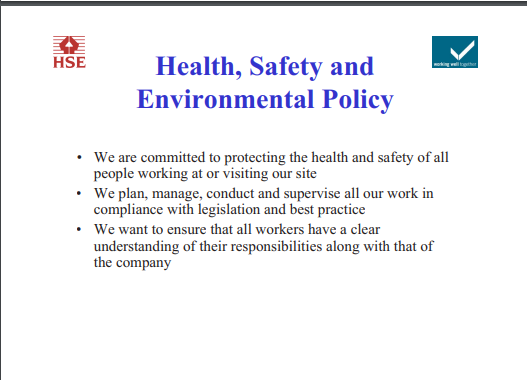 HSE
working well together
Health, Safety and
Environmental Policy
• We are committed to protecting the health and safety of all
people working at or visiting our site
• We plan, manage, conduct and supervise all our work in
compliance with legislation and best practice
• We want to ensure that all workers have a clear
understanding of their responsibilities along with that of
the company